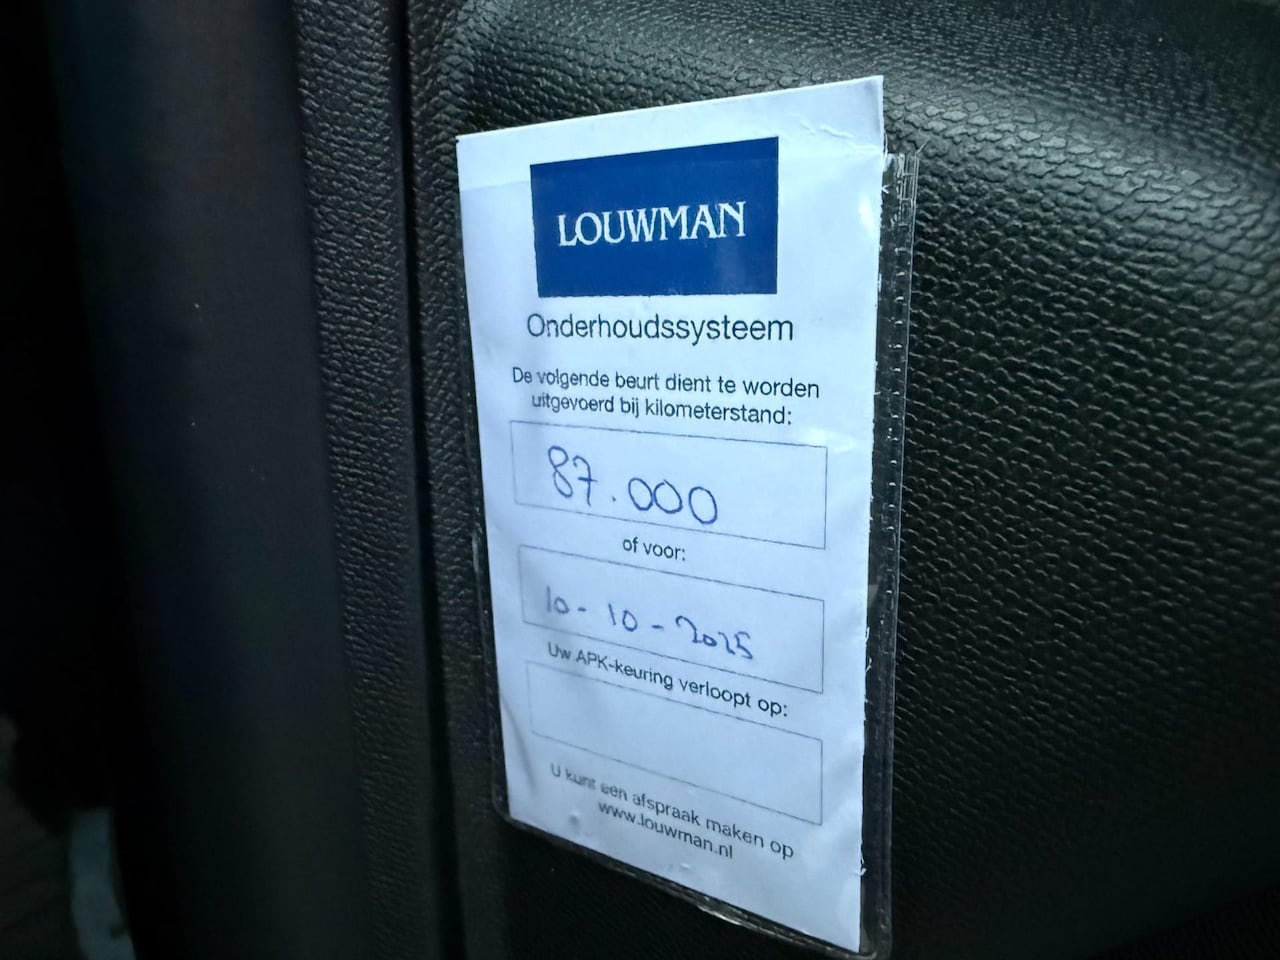 LOUWMAN
Onderhoudssysteem
De volgende beurt dient te worden
uitgevoerd bij kilometerstand:
87.000
of voor:
10-10-2025
Uw APK-keuring verloopt op:
U kunt een afspraak maken op
www.louwman.nl